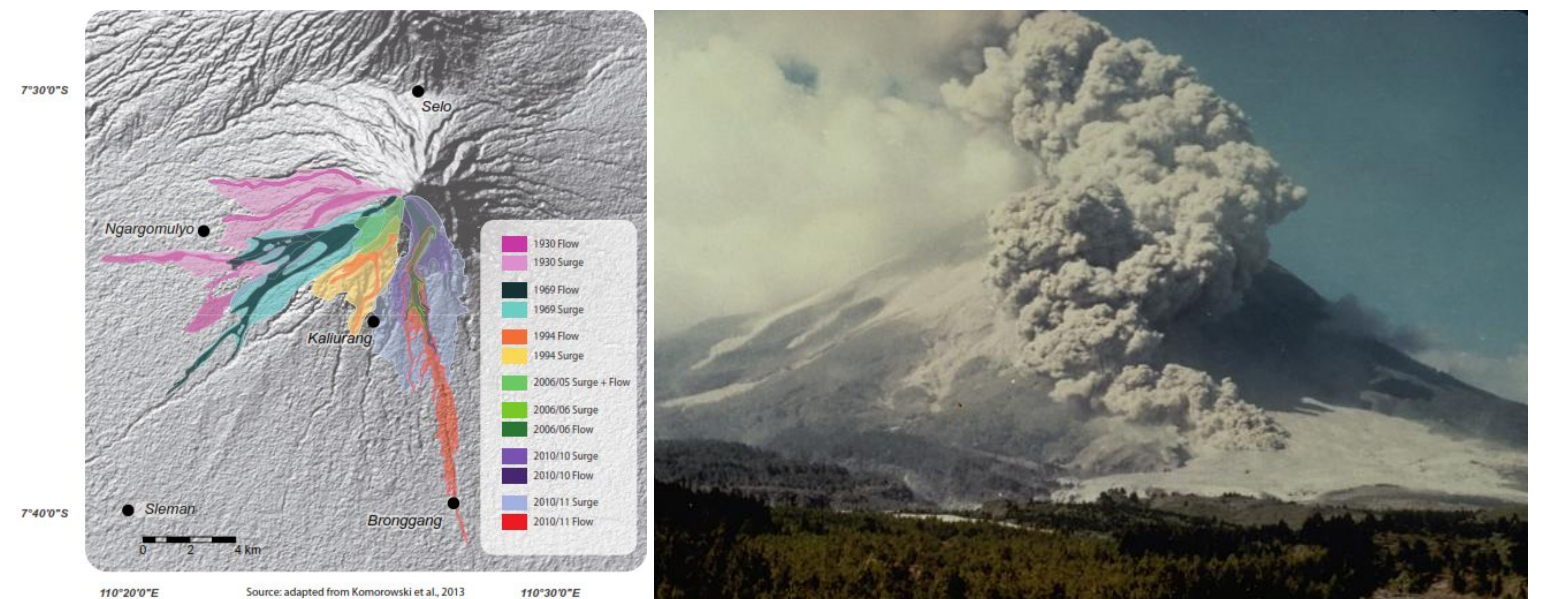 7°30'0"S
Selo
Ngargomulyo
Kaliurang
1930 Flow
1930 Surge
1969 Flow
1969 Surge
1994 Flow
1994 Surge
2006/05 Surge + Flow
2006/06 Surge
2006/06 Flow
2010/10 Surge
2010/10 Flow
2010/11 Surge
2010/11 Flow
7°40'0"S
Sleman
Bronggang
0 2 4 km
110°20'0"E
Source: adapted from Komorowski et al., 2013
110°30'0"E